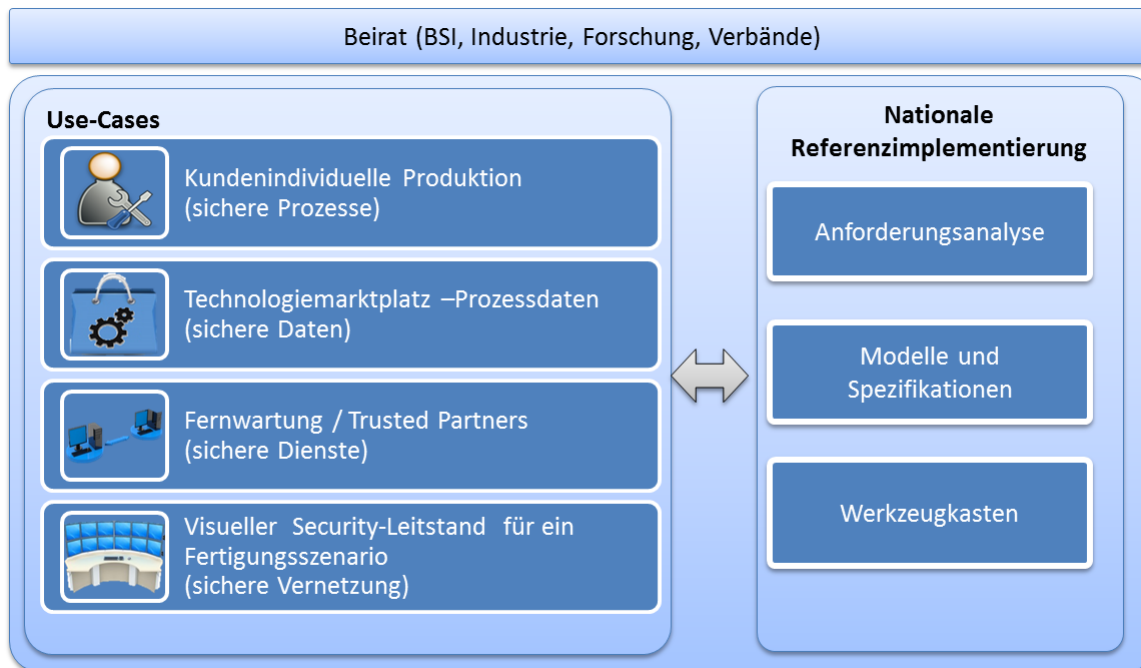 Beirat (BSI, Industrie, Forschung, Verbände)
Use-Cases
Kundenindividuelle Produktion
(sichere Prozesse)
Technologiemarktplatz –Prozessdaten
(sichere Daten)
Fernwartung / Trusted Partners
(sichere Dienste)
Visueller Security-Leitstand für ein
Fertigungsszenario
(sichere Vernetzung)
Nationale
Referenzimplementierung
Anforderungsanalyse
Modelle und
Spezifikationen
Werkzeugkasten